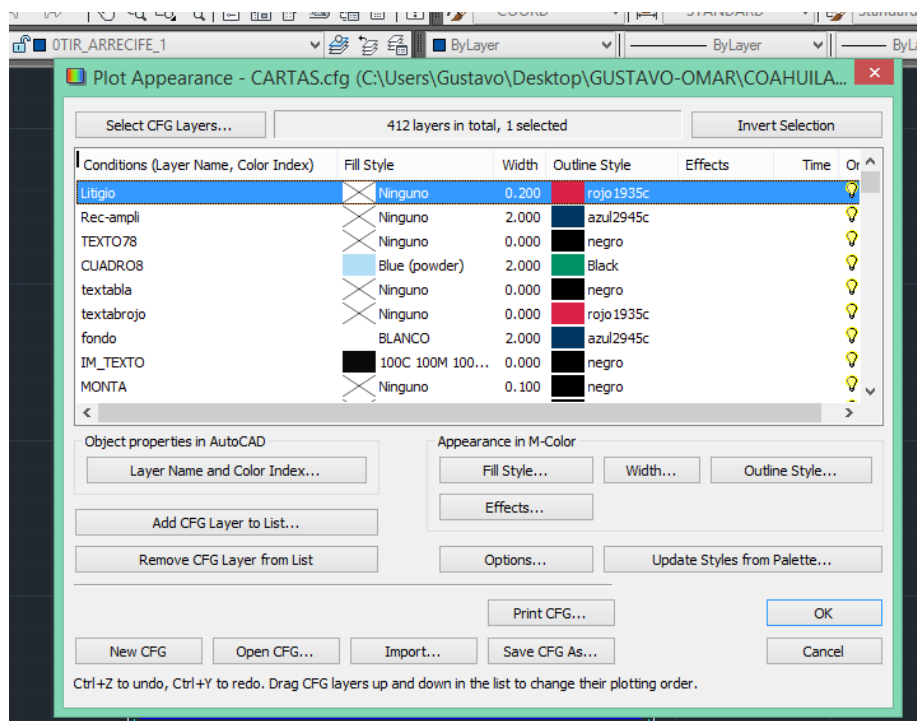 COORD STANDARD Standard
0TIR_ARRECIFE_1 ByLayer ByLayer ByL
Plot Appearance - CARTAS.cfg (C:\Users\Gustavo\Desktop\GUSTAVO-OMAR\COAHUILA...
Select CFG Layers... 412 layers in total, 1 selected Invert Selection
Conditions (Layer Name, Color Index) Fill Style Width Outline Style Effects Time Or
Litigio Ninguno 0.200 rojo1935c
Rec-ampli Ninguno 2.000 azul2945c
TEXTO78 Ninguno 0.000 negro
CUADRO8 Blue (powder) 2.000 Black
textabla Ninguno 0.000 negro
textabrojo Ninguno 0.000 rojo1935c
fondo BLANCO 2.000 azul2945c
IM_TEXTO 100C 100M 100... 0.000 negro
MONTA Ninguno 0.100 negro
Object properties in AutoCAD Appearance in M-Color
Layer Name and Color Index... Fill Style... Width... Outline Style...
Effects...
Add CFG Layer to List...
Remove CFG Layer from List Options... Update Styles from Palette...
Print CFG... OK
New CFG Open CFG... Import... Save CFG As... Cancel
Ctrl+Z to undo, Ctrl+Y to redo. Drag CFG layers up and down in the list to change their plotting order.